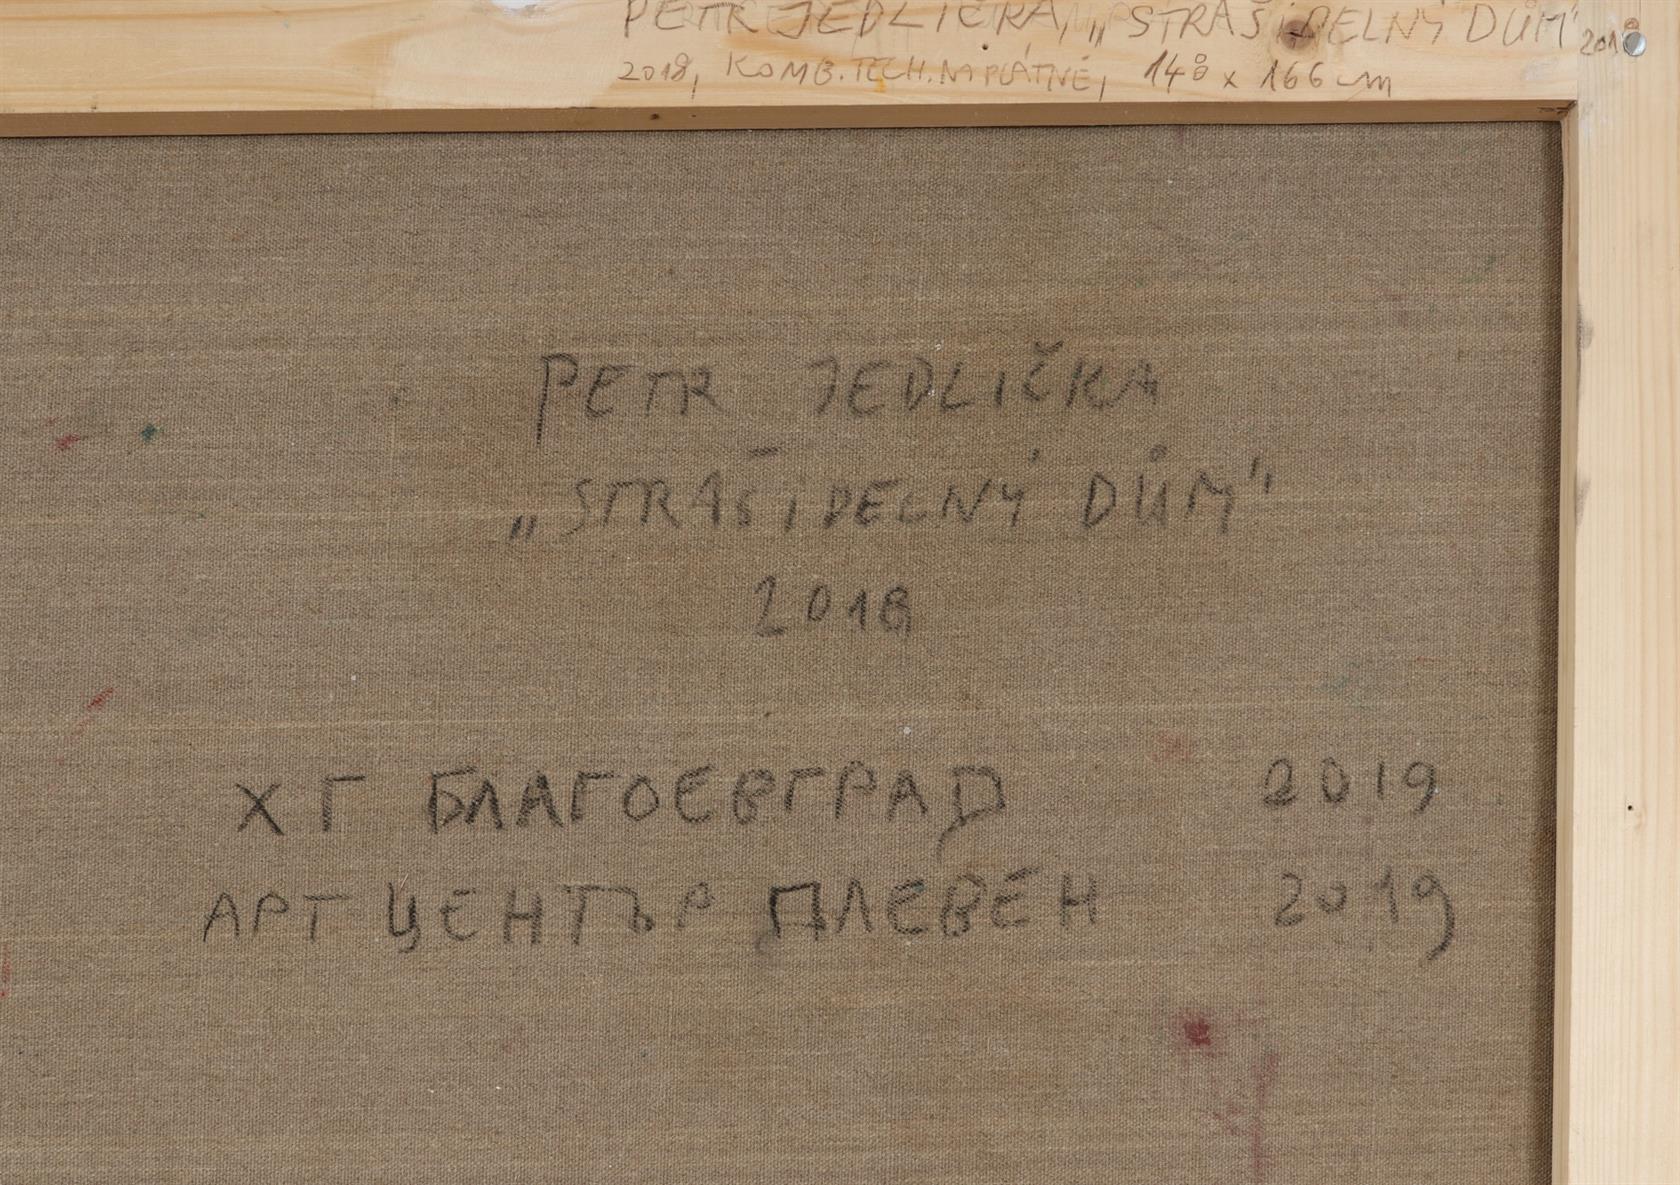 PETR JEDLIČKA, „STRAŠIDELNÝ DŮM" 2018
2018, KOMB.TECH.NA PLÁTNĚ, 148 x 166 cm
PETR JEDLIČKA
„STRAŠIDELNÝ DŮM"
2018
ХГ БЛАГОЕВГРАД 2019
АРТ ЦЕНТЪР ПЛЕВЕН 2019